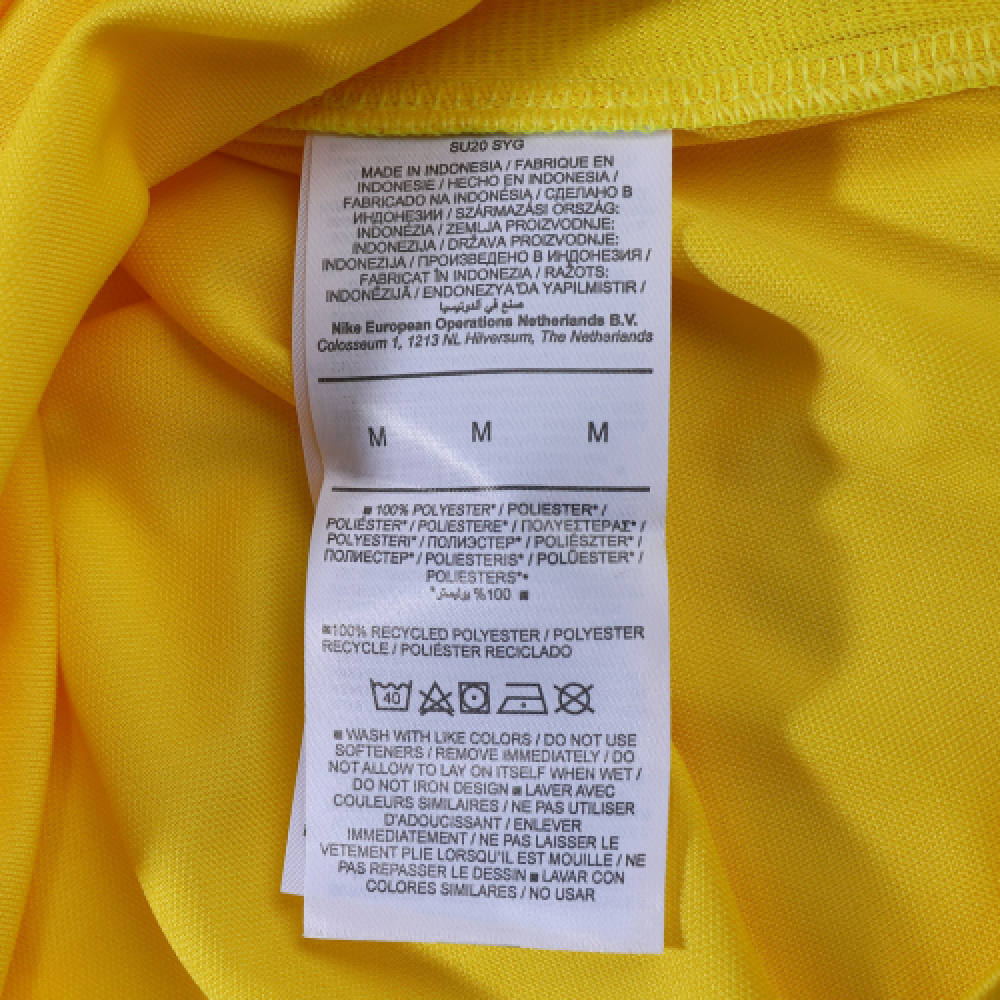 SU20 SYG
MADE IN INDONESIA / FABRIQUE EN
INDONESIE / HECHO EN INDONESIA /
FABRICADO NA INDONÉSIA / СДЕЛАНО В
ИНДОНЕЗИИ / SZÁRMAZÁSI ORSZÁG:
INDONÉZIA / ZEMLJA PROIZVODNJE:
INDONEZIJA / DRŽAVA PROIZVODNJE:
INDONEZIJA / ПРОИЗВЕДЕНО В ИНДОНЕЗИЯ /
FABRICAT ÎN INDONEZIA / RAŽOTS:
INDONĒZIJĀ / ENDONEZYA'DA YAPILMISTIR /
صنع في أندونيسيا
Nike European Operations Netherlands B.V.
Colosseum 1, 1213 NL Hilversum, The Netherlands
M M M
100% POLYESTER* / POLIESTER* /
POLIÉSTER* / POLIESTERE* / ΠΟΛΥΕΣΤΕΡΑΣ* /
POLYESTERI* / ПОЛИЭСТЕР* / POLIÉSZTER* /
ПОЛИЕСТЕР* / POLIESTERIS* / POLÜESTER* /
POLIESTERS**
100% بوليستر*
100% RECYCLED POLYESTER / POLYESTER
RECYCLE / POLIÉSTER RECICLADO
40
WASH WITH LIKE COLORS / DO NOT USE
SOFTENERS / REMOVE IMMEDIATELY / DO
NOT ALLOW TO LAY ON ITSELF WHEN WET /
DO NOT IRON DESIGN ■ LAVER AVEC
COULEURS SIMILAIRES / NE PAS UTILISER
D'ADOUCISSANT / ENLEVER
IMMEDIATEMENT / NE PAS LAISSER LE
VETEMENT PLIE LORSQU'IL EST MOUILLE / NE
PAS REPASSER LE DESSIN ■ LAVAR CON
COLORES SIMILARES / NO USAR